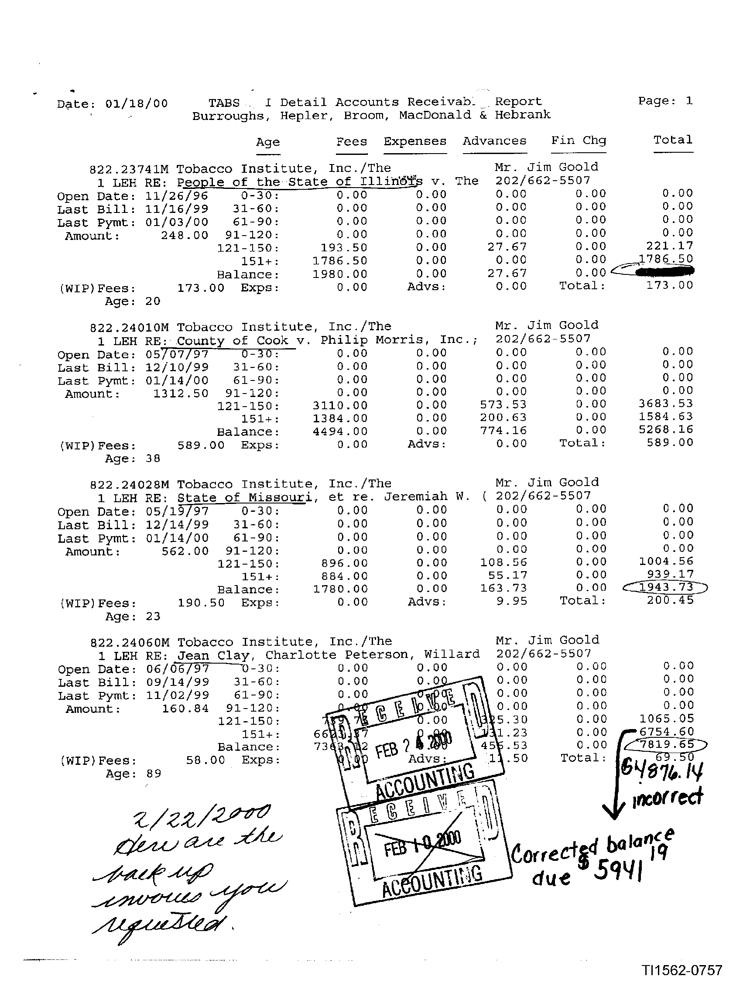 Date: 01/18/00 TABS I Detail Accounts Receivabl Report Page: 1
Burroughs, Hepler, Broom, MacDonald & Hebrank
Age Fees Expenses Advances Fin Chg Total
822.23741M Tobacco Institute, Inc./The Mr. Jim Goold
1 LEH RE: People of the State of Illinois v. The 202/662-5507
Open Date: 11/26/96 0-30: 0.00 0.00 0.00 0.00 0.00
Last Bill: 11/16/99 31-60: 0.00 0.00 0.00 0.00 0.00
Last Pymt: 01/03/00 61-90: 0.00 0.00 0.00 0.00 0.00
Amount: 248.00 91-120: 0.00 0.00 0.00 0.00 0.00
121-150: 193.50 0.00 27.67 0.00 221.17
151+: 1786.50 0.00 0.00 0.00 1786.50
Balance: 1980.00 0.00 27.67 0.00
(WIP)Fees: 173.00 Exps: 0.00 Advs: 0.00 Total: 173.00
Age: 20
822.24010M Tobacco Institute, Inc./The Mr. Jim Goold
1 LEH RE: County of Cook v. Philip Morris, Inc.; 202/662-5507
Open Date: 05/07/97 0-30: 0.00 0.00 0.00 0.00 0.00
Last Bill: 12/10/99 31-60: 0.00 0.00 0.00 0.00 0.00
Last Pymt: 01/14/00 61-90: 0.00 0.00 0.00 0.00 0.00
Amount: 1312.50 91-120: 0.00 0.00 0.00 0.00 0.00
121-150: 3110.00 0.00 573.53 0.00 3683.53
151+: 1384.00 0.00 200.63 0.00 1584.63
Balance: 4494.00 0.00 774.16 0.00 5268.16
(WIP)Fees: 589.00 Exps: 0.00 Advs: 0.00 Total: 589.00
Age: 38
822.24028M Tobacco Institute, Inc./The Mr. Jim Goold
1 LEH RE: State of Missouri, et re. Jeremiah W. ( 202/662-5507
Open Date: 05/19/97 0-30: 0.00 0.00 0.00 0.00 0.00
Last Bill: 12/14/99 31-60: 0.00 0.00 0.00 0.00 0.00
Last Pymt: 01/14/00 61-90: 0.00 0.00 0.00 0.00 0.00
Amount: 562.00 91-120: 0.00 0.00 0.00 0.00 0.00
121-150: 896.00 0.00 108.56 0.00 1004.56
151+: 884.00 0.00 55.17 0.00 939.17
Balance: 1780.00 0.00 163.73 0.00 1943.73
(WIP)Fees: 190.50 Exps: 0.00 Advs: 9.95 Total: 200.45
Age: 23
822.24060M Tobacco Institute, Inc./The Mr. Jim Goold
1 LEH RE: Jean Clay, Charlotte Peterson, Willard 202/662-5507
Open Date: 06/06/97 0-30: 0.00 0.00 0.00 0.00 0.00
Last Bill: 09/14/99 31-60: 0.00 0.00 0.00 0.00 0.00
Last Pymt: 11/02/99 61-90: 0.00 0.00 0.00 0.00 0.00
Amount: 160.84 91-120: 0.00 0.00 0.00 0.00
121-150: 0.00 325.30 0.00 1065.05
151+: 0.00 131.23 0.00 6754.60
Balance: 0.00 456.53 0.00 7819.65
(WIP)Fees: 58.00 Exps: 0.00 Advs: 11.50 Total: 69.50
Age: 89
RECEIVED
FEB 24 2000
ACCOUNTING
$4876.14
incorrect
RECEIVED
FEB 10 2000
ACCOUNTING
Corrected balance
due $5941 19
2/22/2000
Here are the
back up
invoices you
requested.
TI1562-0757